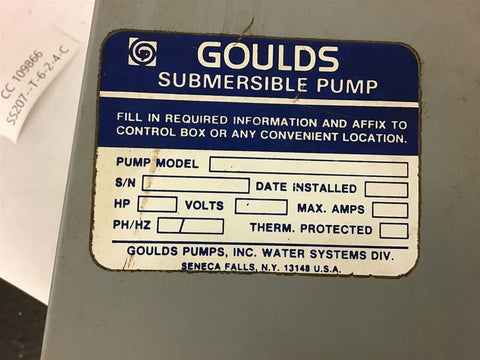 CC 109866
SS207--T-6-2-4-C
GOULDS
SUBMERSIBLE PUMP
FILL IN REQUIRED INFORMATION AND AFFIX TO
CONTROL BOX OR ANY CONVENIENT LOCATION.
PUMP MODEL
S/N DATE INSTALLED
HP VOLTS MAX. AMPS
PH/HZ / THERM. PROTECTED
GOULDS PUMPS, INC. WATER SYSTEMS DIV.
SENECA FALLS, N.Y. 13148 U.S.A.